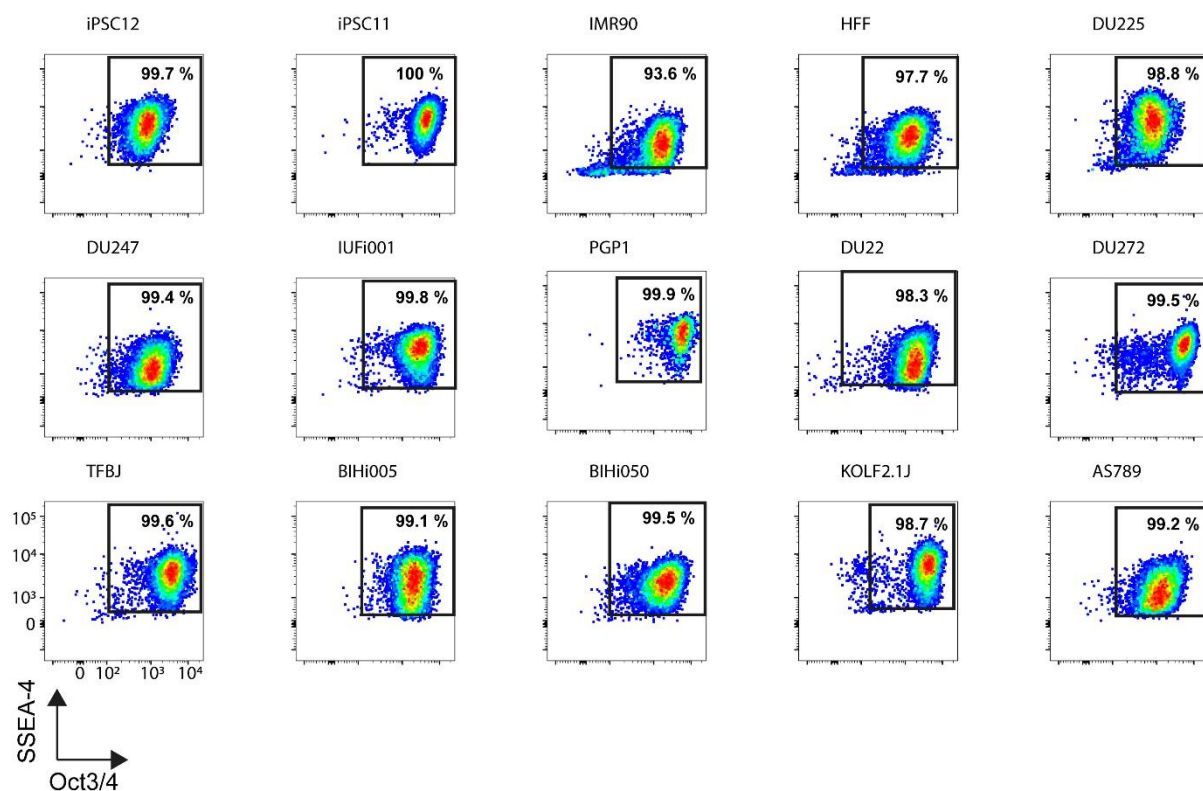 iPSC12 iPSC11 IMR90 HFF DU225
99.7 % 100 % 93.6 % 97.7 % 98.8 %
DU247 IUFi001 PGP1 DU22 DU272
99.4 % 99.8 % 99.9 % 98.3 % 99.5 %
TFBJ BIHi005 BIHi050 KOLF2.1J AS789
99.6 % 99.1 % 99.5 % 98.7 % 99.2 %
10⁵
10⁴
10³
0
0 10² 10³ 10⁴
SSEA-4
Oct3/4